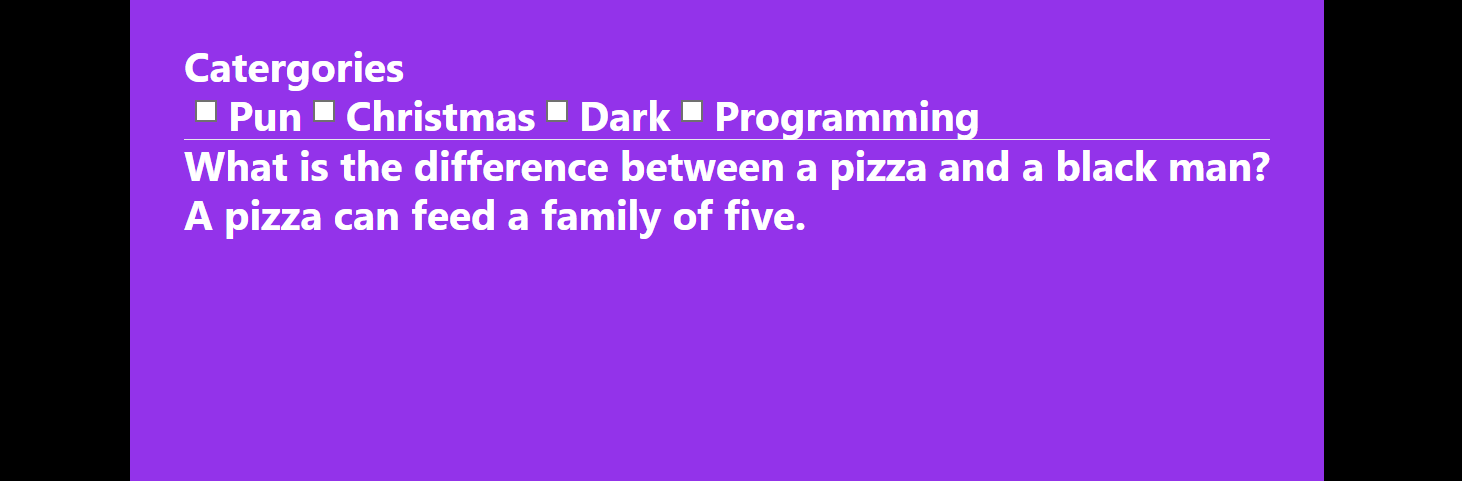 Catergories
Pun Christmas Dark Programming
What is the difference between a pizza and a black man?
A pizza can feed a family of five.